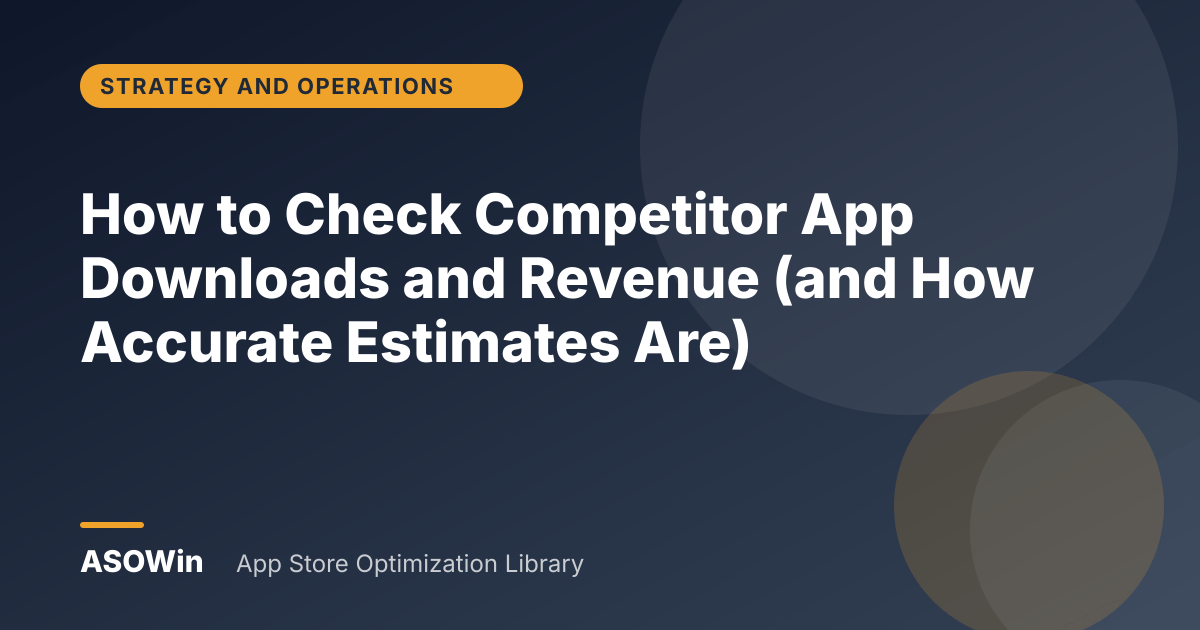 STRATEGY AND OPERATIONS
How to Check Competitor App
Downloads and Revenue (and How
Accurate Estimates Are)
ASOWin App Store Optimization Library